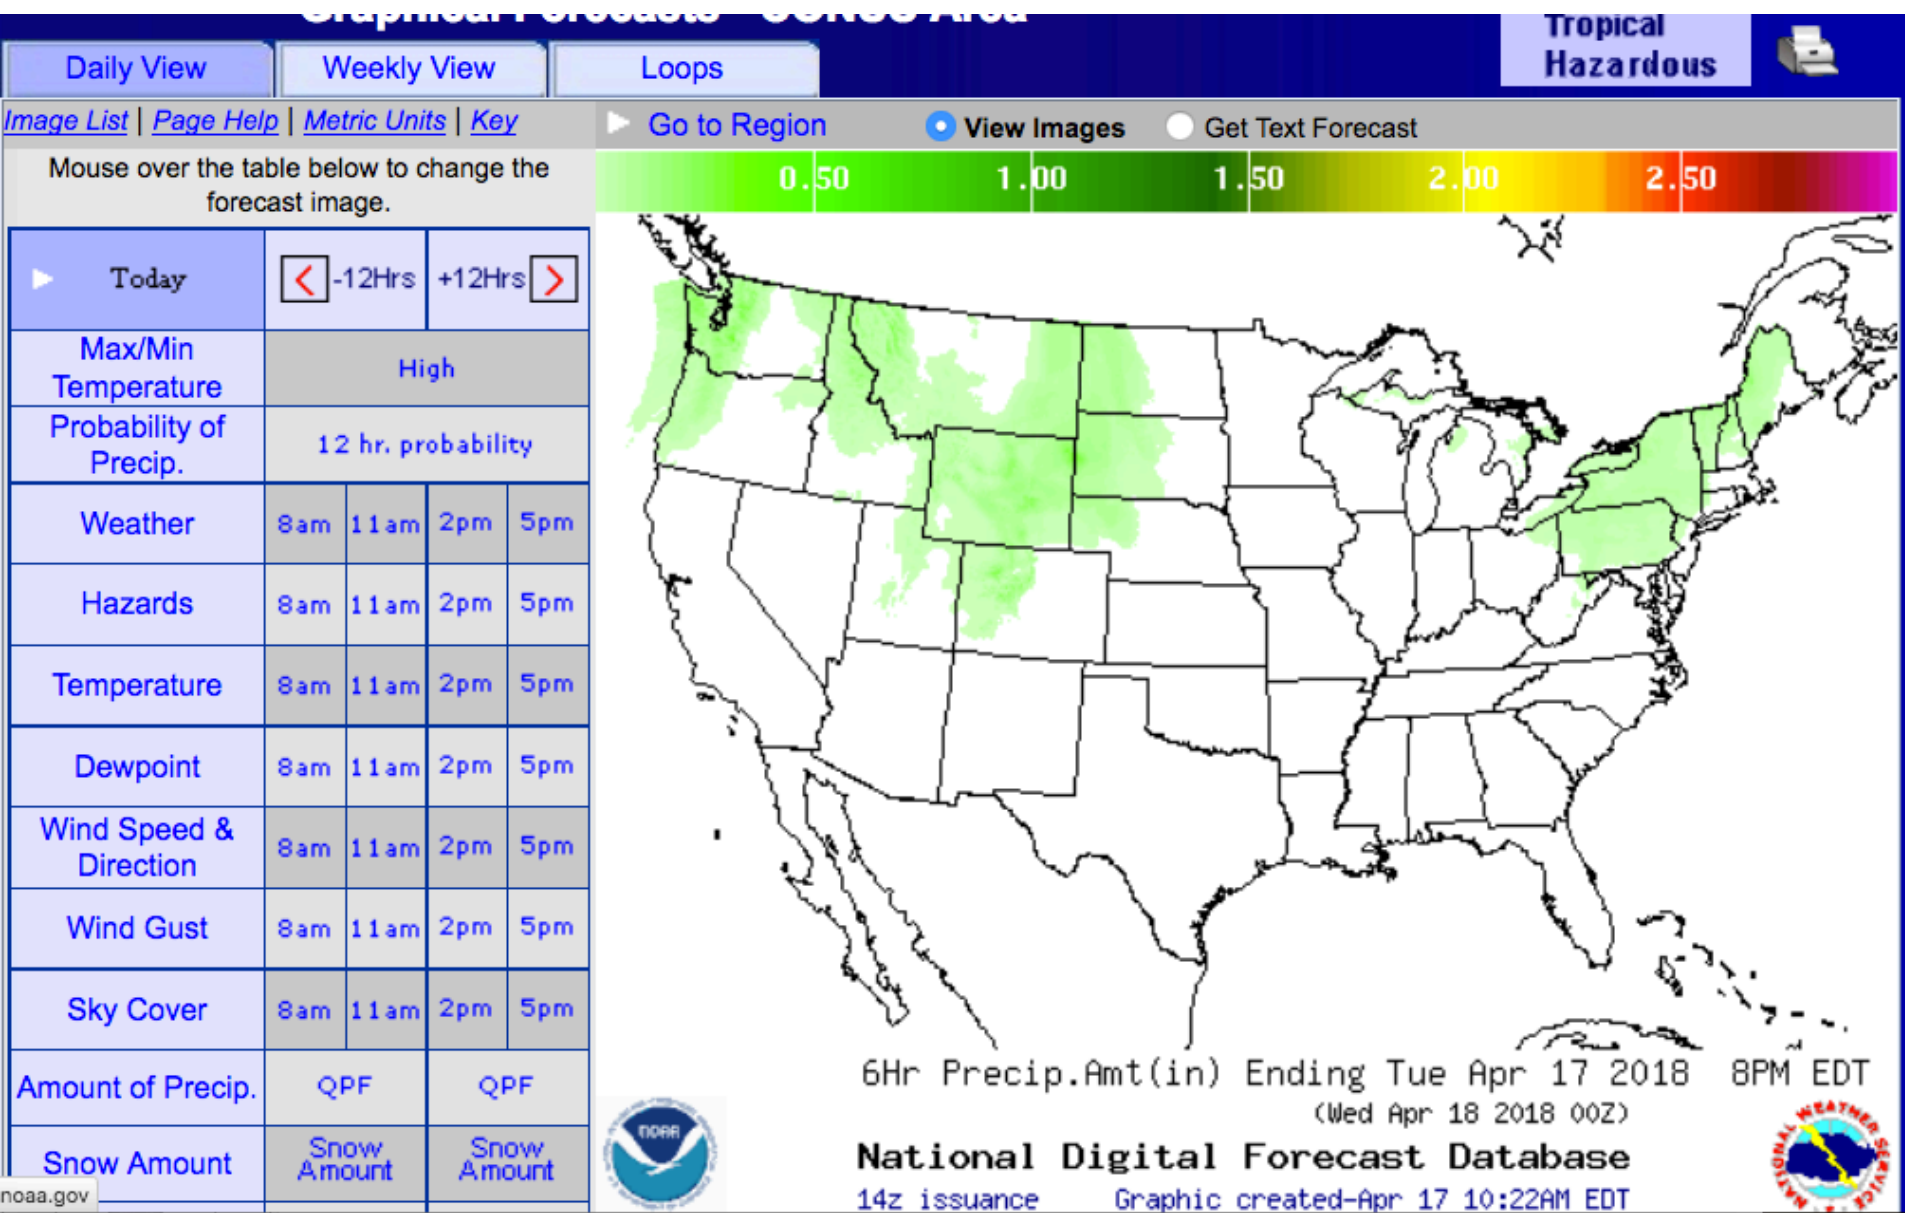 Graphical Forecasts - CONUS Area
Tropical
Hazardous
Daily View
Weekly View
Loops
Image List | Page Help | Metric Units | Key
Go to Region
View Images
Get Text Forecast
Mouse over the table below to change the
forecast image.
0.50 1.00 1.50 2.00 2.50
Today -12Hrs +12Hrs
Max/Min
Temperature
High
Probability of
Precip.
12 hr. probability
Weather 8am 11am 2pm 5pm
Hazards 8am 11am 2pm 5pm
Temperature 8am 11am 2pm 5pm
Dewpoint 8am 11am 2pm 5pm
Wind Speed &
Direction
8am 11am 2pm 5pm
Wind Gust 8am 11am 2pm 5pm
Sky Cover 8am 11am 2pm 5pm
Amount of Precip. QPF QPF
Snow Amount
Snow
Amount
Snow
Amount
noaa.gov
6Hr Precip.Amt(in) Ending Tue Apr 17 2018 8PM EDT
(Wed Apr 18 2018 00Z)
National Digital Forecast Database
14z issuance Graphic created-Apr 17 10:22AM EDT
NOAA
NATIONAL WEATHER SERVICE